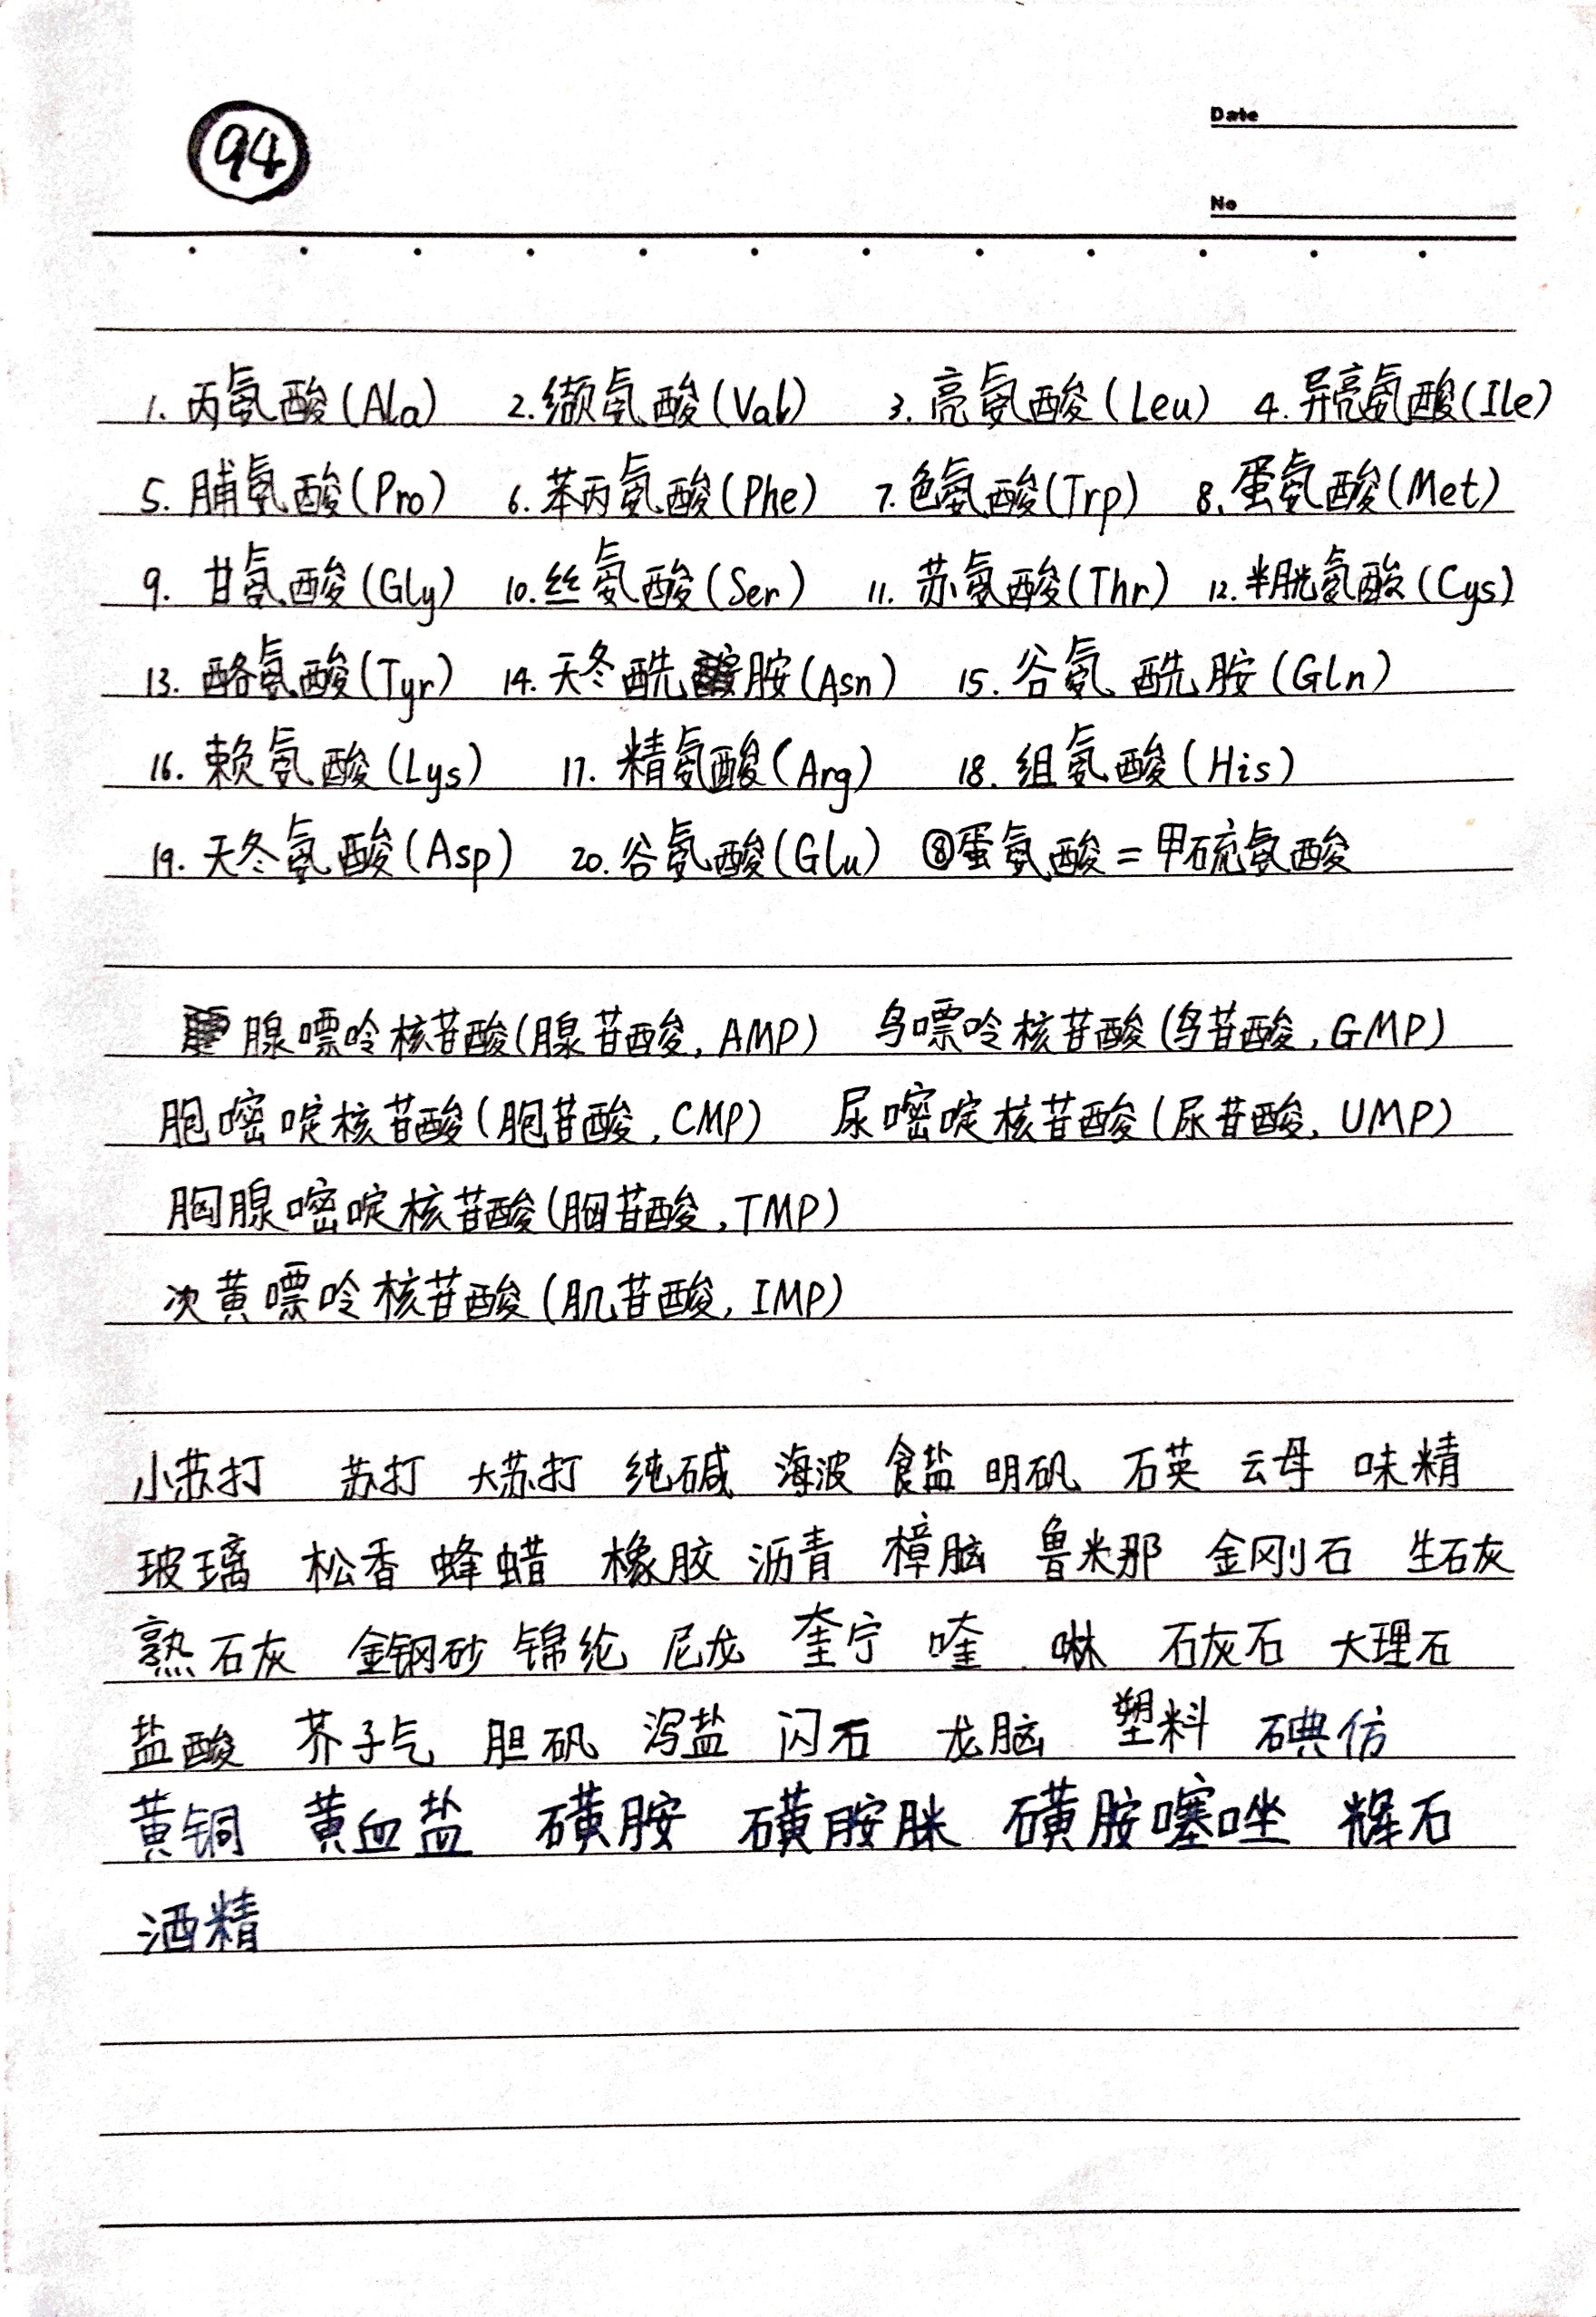 94
Date
No
1. 丙氨酸(Ala) 2. 缬氨酸(Val) 3. 亮氨酸(Leu) 4. 异亮氨酸(Ile)
5. 脯氨酸(Pro) 6. 苯丙氨酸(Phe) 7. 色氨酸(Trp) 8. 蛋氨酸(Met)
9. 甘氨酸(Gly) 10. 丝氨酸(Ser) 11. 苏氨酸(Thr) 12. 半胱氨酸(Cys)
13. 酪氨酸(Tyr) 14. 天冬酰胺(Asn) 15. 谷氨酰胺(Gln)
16. 赖氨酸(Lys) 17. 精氨酸(Arg) 18. 组氨酸(His)
19. 天冬氨酸(Asp) 20. 谷氨酸(Glu) ⑧蛋氨酸=甲硫氨酸
腺嘌呤核苷酸(腺苷酸, AMP) 鸟嘌呤核苷酸(鸟苷酸, GMP)
胞嘧啶核苷酸(胞苷酸, CMP) 尿嘧啶核苷酸(尿苷酸, UMP)
胸腺嘧啶核苷酸(胸苷酸, TMP)
次黄嘌呤核苷酸(肌苷酸, IMP)
小苏打 苏打 大苏打 纯碱 海波 食盐 明矾 石英 云母 味精
玻璃 松香 蜂蜡 橡胶 沥青 樟脑 鲁米那 金刚石 生石灰
熟石灰 金钢砂 锦纶 尼龙 奎宁 喹啉 石灰石 大理石
盐酸 芥子气 胆矾 泻盐 闪石 龙脑 塑料 碘仿
黄铜 黄血盐 磺胺 磺胺脒 磺胺噻唑 辉石
酒精